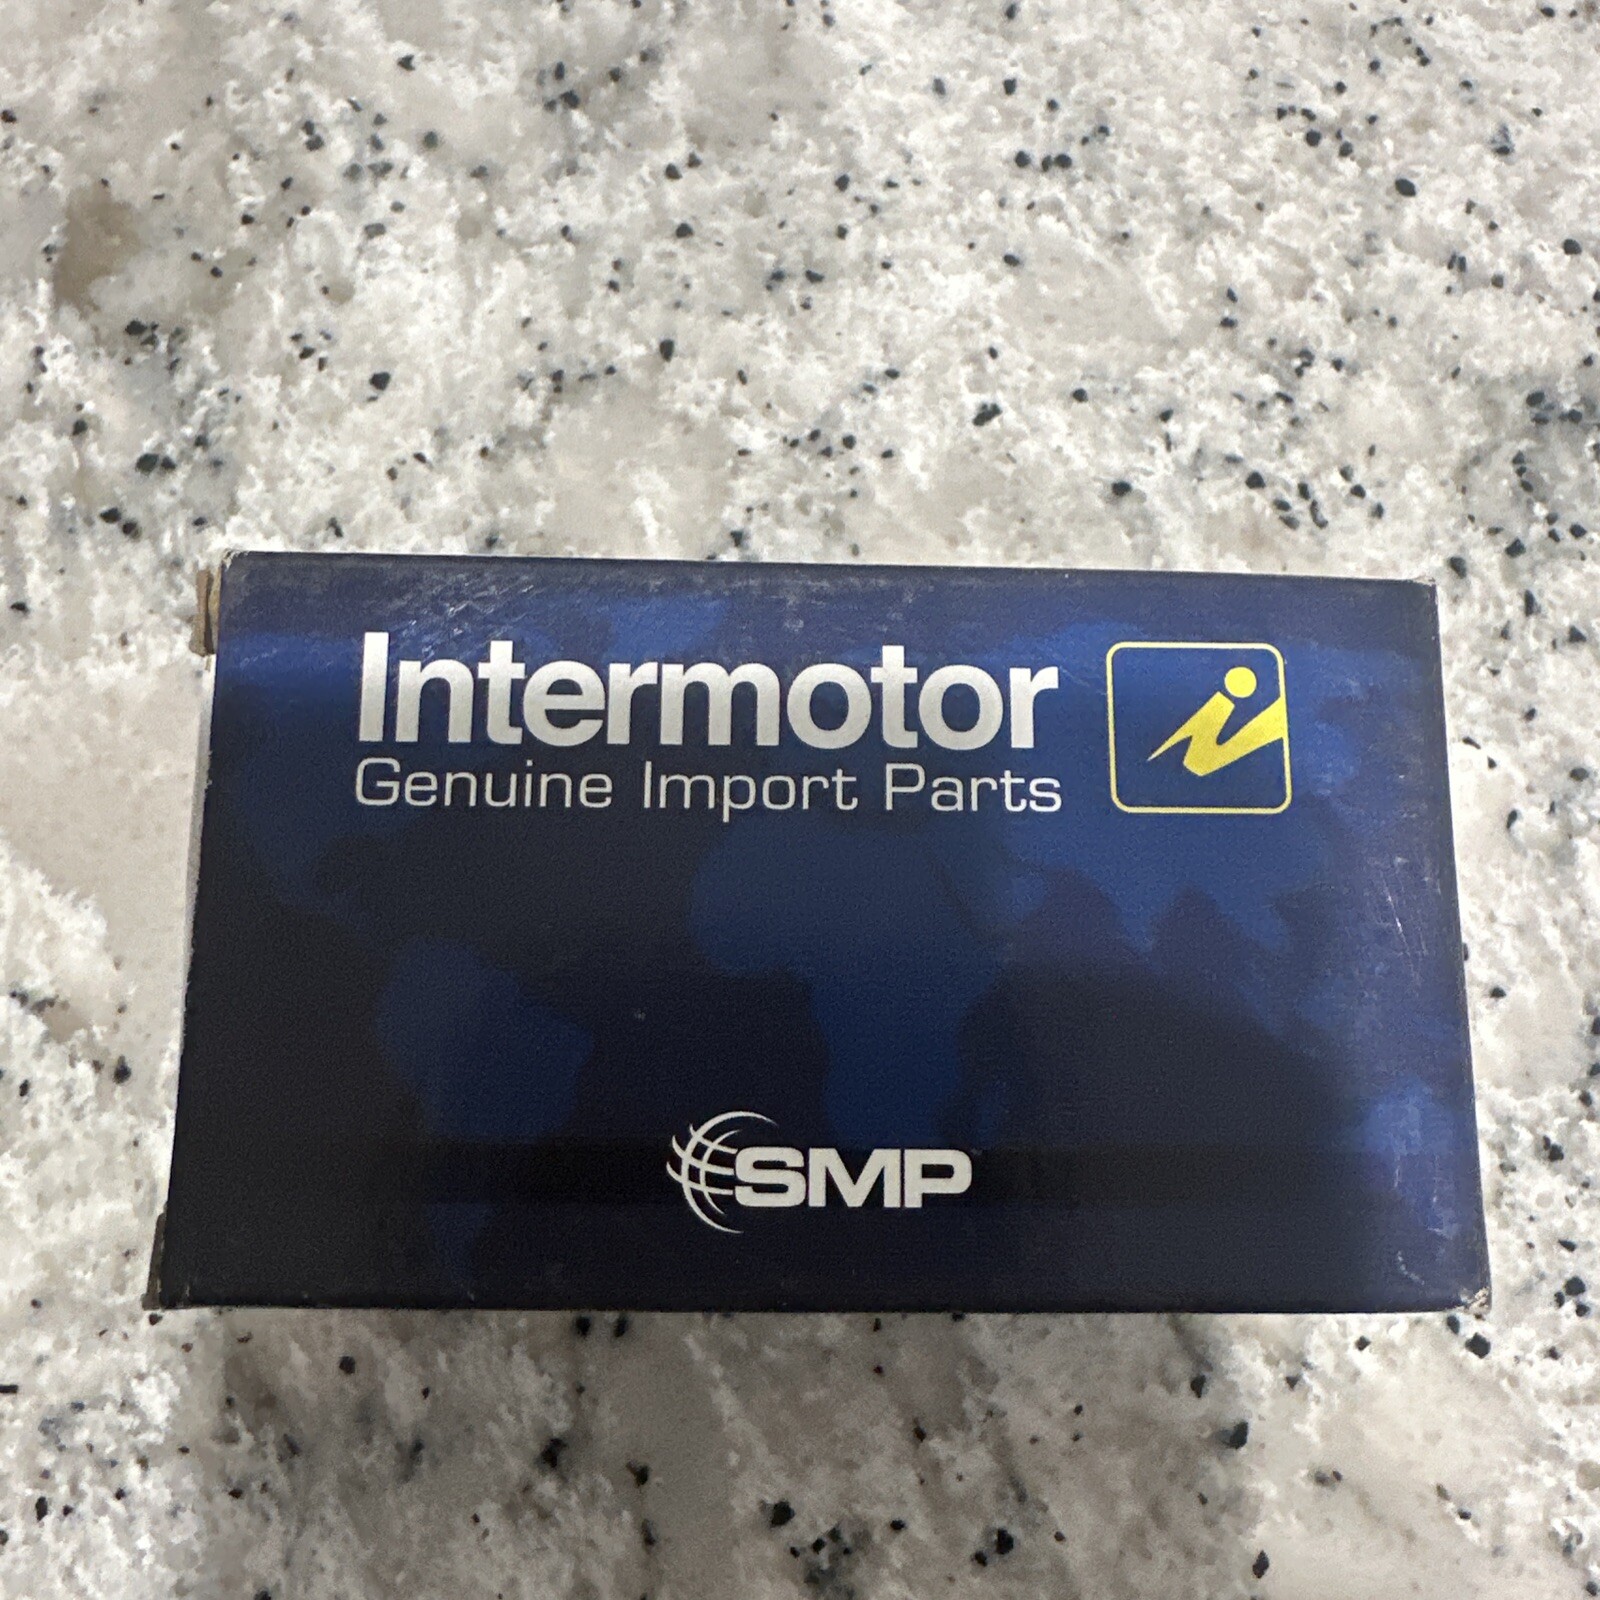 Intermotor
Genuine Import Parts
SMP